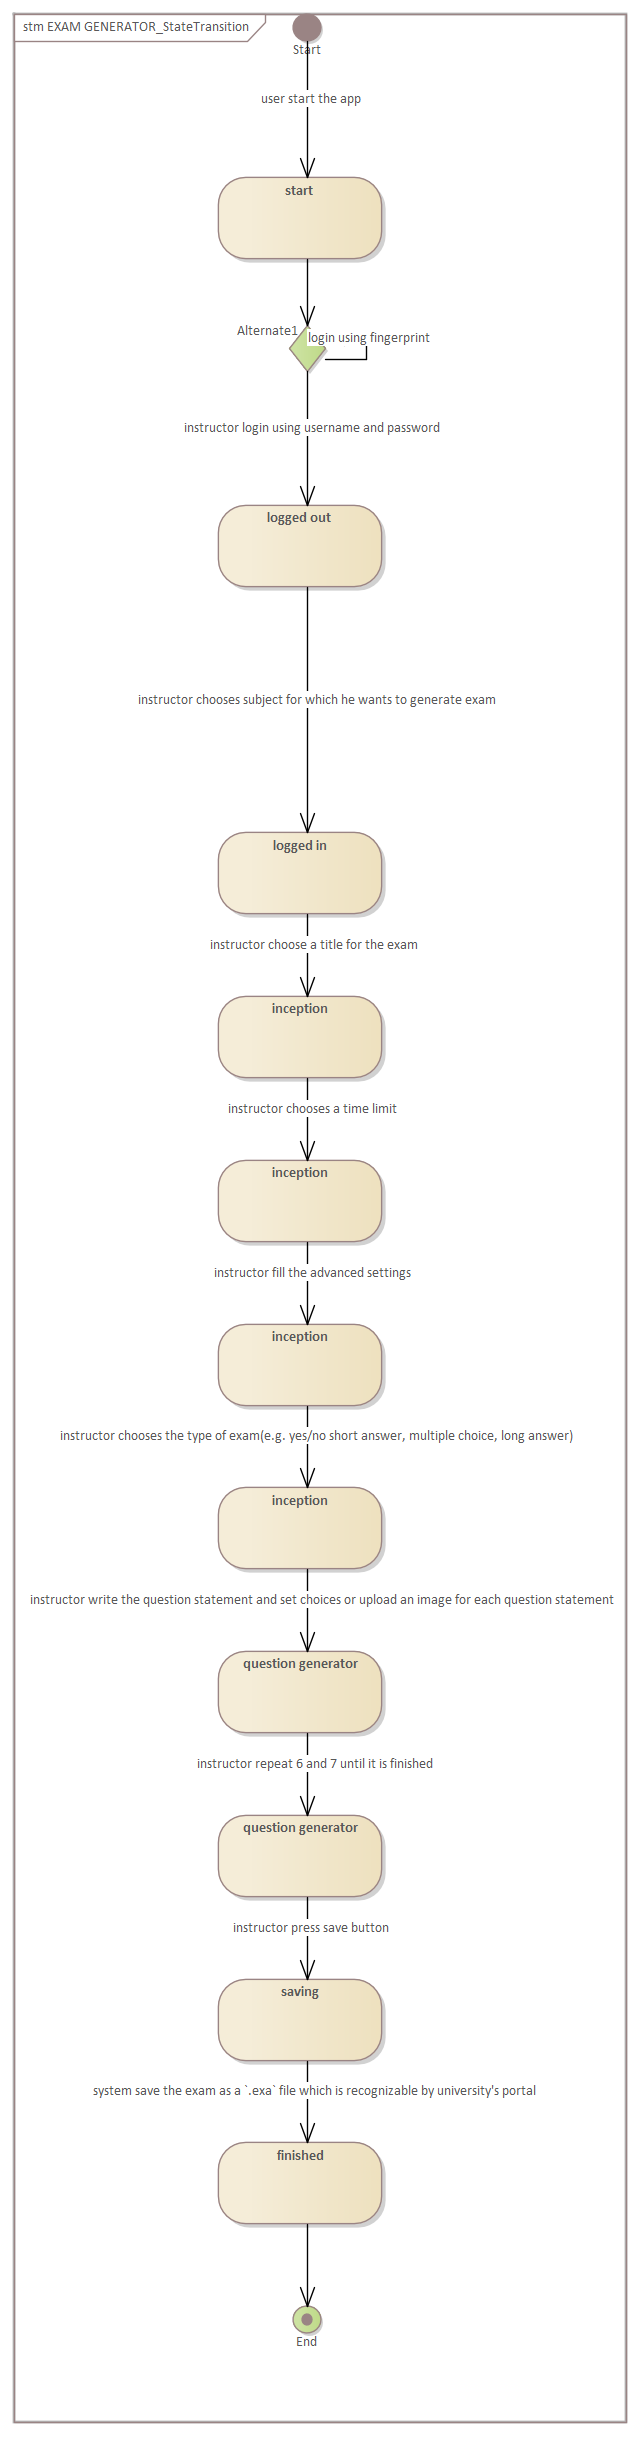 stm EXAM GENERATOR_StateTransition
Start
user start the app
start
Alternate1
login using fingerprint
instructor login using username and password
logged out
instructor chooses subject for which he wants to generate exam
logged in
instructor choose a title for the exam
inception
instructor chooses a time limit
inception
instructor fill the advanced settings
inception
instructor chooses the type of exam(e.g. yes/no short answer, multiple choice, long answer)
inception
instructor write the question statement and set choices or upload an image for each question statement
question generator
instructor repeat 6 and 7 until it is finished
question generator
instructor press save button
saving
system save the exam as a `.exa` file which is recognizable by university's portal
finished
End